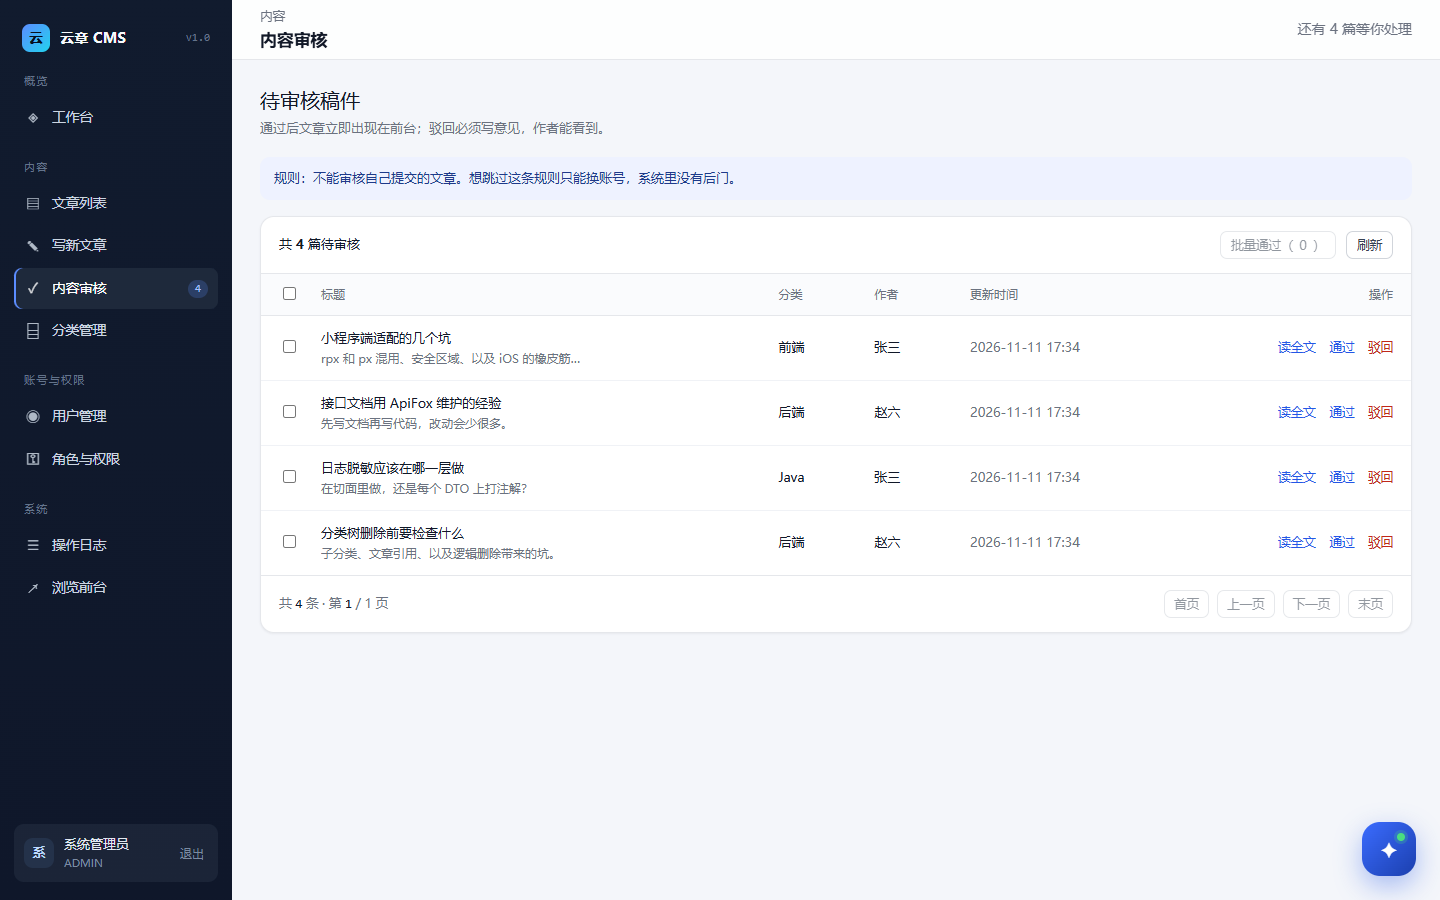 云 云章 CMS v1.0
概览
工作台
内容
文章列表
写新文章
内容审核 4
分类管理
账号与权限
用户管理
角色与权限
系统
操作日志
浏览前台
系 系统管理员
ADMIN
退出
内容
内容审核
还有 4 篇等你处理
待审核稿件
通过后文章立即出现在前台；驳回必须写意见，作者能看到。
规则：不能审核自己提交的文章。想跳过这条规则只能换账号，系统里没有后门。
共 4 篇待审核 批量通过（ 0 ） 刷新
标题 分类 作者 更新时间 操作
小程序端适配的几个坑
rpx 和 px 混用、安全区域、以及 iOS 的橡皮筋...
前端 张三 2026-11-11 17:34 读全文 通过 驳回
接口文档用 ApiFox 维护的经验
先写文档再写代码，改动会少很多。
后端 赵六 2026-11-11 17:34 读全文 通过 驳回
日志脱敏应该在哪一层做
在切面里做，还是每个 DTO 上打注解？
Java 张三 2026-11-11 17:34 读全文 通过 驳回
分类树删除前要检查什么
子分类、文章引用、以及逻辑删除带来的坑。
后端 赵六 2026-11-11 17:34 读全文 通过 驳回
共 4 条 · 第 1 / 1 页 首页 上一页 下一页 末页